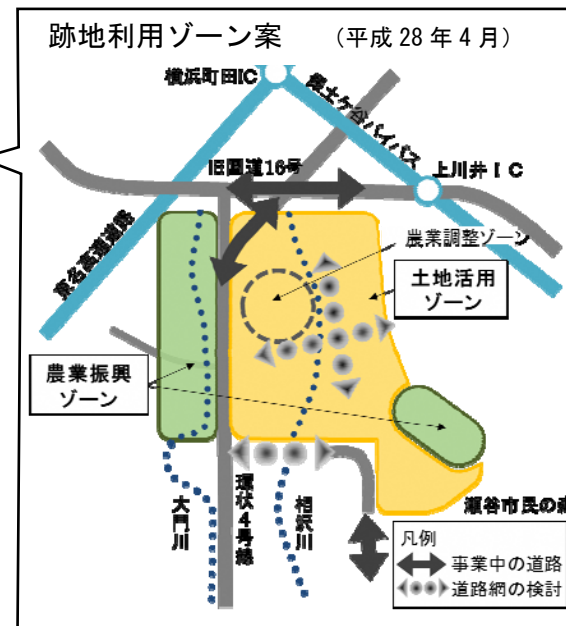 跡地利用ゾーン案 （平成28年4月）
横浜町田IC
保土ケ谷バイパス
旧国道16号
上川井IC
東名高速道路
農業調整ゾーン
土地活用
ゾーン
農業振興
ゾーン
大門川
環状4号線
相沢川
瀬谷市民の森
凡例
事業中の道路
道路網の検討